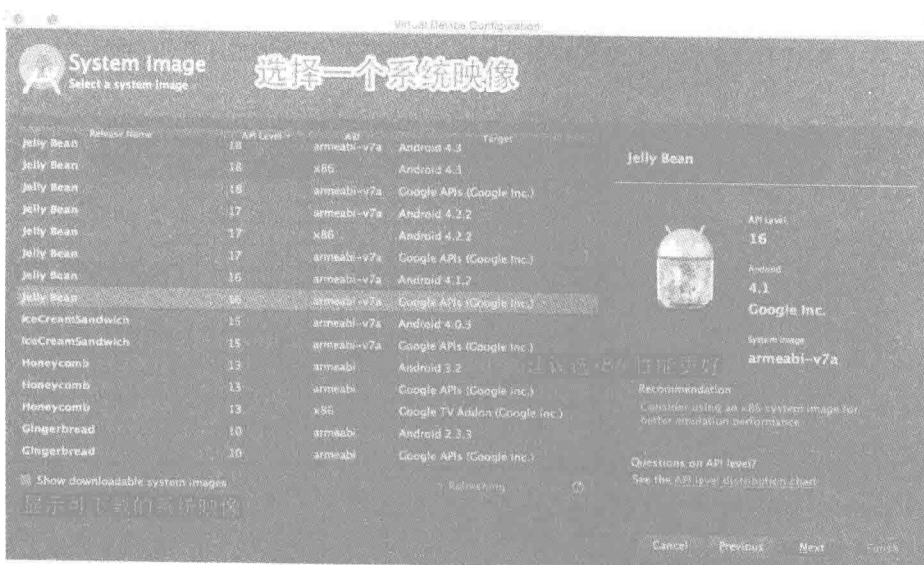 Virtual Device Configuration
System Image
Select a system image
选择一个系统映像
Release Name API Level ABI Target
Jelly Bean 18 armeabi-v7a Android 4.3
Jelly Bean 18 x86 Android 4.3
Jelly Bean 18 armeabi-v7a Google APIs (Google Inc.)
Jelly Bean 17 armeabi-v7a Android 4.2.2
Jelly Bean 17 x86 Android 4.2.2
Jelly Bean 17 armeabi-v7a Google APIs (Google Inc.)
Jelly Bean 16 armeabi-v7a Android 4.1.2
Jelly Bean 16 armeabi-v7a Google APIs (Google Inc.)
IceCreamSandwich 15 armeabi-v7a Android 4.0.3
IceCreamSandwich 15 armeabi-v7a Google APIs (Google Inc.)
Honeycomb 13 armeabi Android 3.2
Honeycomb 13 armeabi Google APIs (Google Inc.)
Honeycomb 13 x86 Google TV Addon (Google Inc.)
Gingerbread 10 armeabi Android 2.3.3
Gingerbread 10 armeabi Google APIs (Google Inc.)
Show downloadable system images
Refreshing
显示可下载的系统映像
Jelly Bean
API Level
16
Android
4.1
Google Inc.
System Image
armeabi-v7a
建议选x86 性能更好
Recommendation
Consider using an x86 system image for
better emulation performance
Questions on API level?
See the API level distribution chart
Cancel Previous Next Finish